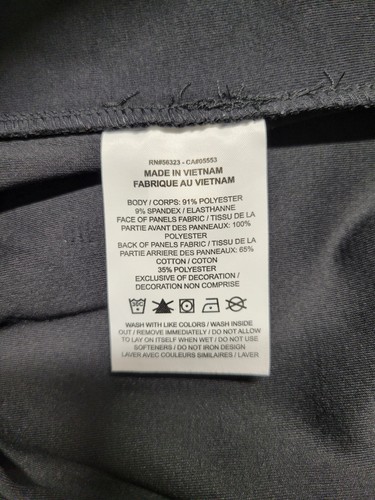 RN#56323 - CA#05553
MADE IN VIETNAM
FABRIQUE AU VIETNAM
BODY / CORPS: 91% POLYESTER
9% SPANDEX / ELASTHANNE
FACE OF PANELS FABRIC / TISSU DE LA
PARTIE AVANT DES PANNEAUX: 100%
POLYESTER
BACK OF PANELS FABRIC / TISSU DE LA
PARTIE ARRIERE DES PANNEAUX: 65%
COTTON / COTON
35% POLYESTER
EXCLUSIVE OF DECORATION /
DECORATION NON COMPRISE
WASH WITH LIKE COLORS / WASH INSIDE
OUT / REMOVE IMMEDIATELY / DO NOT ALLOW
TO LAY ON ITSELF WHEN WET / DO NOT USE
SOFTENERS / DO NOT IRON DESIGN.
LAVER AVEC COULEURS SIMILAIRES / LAVER